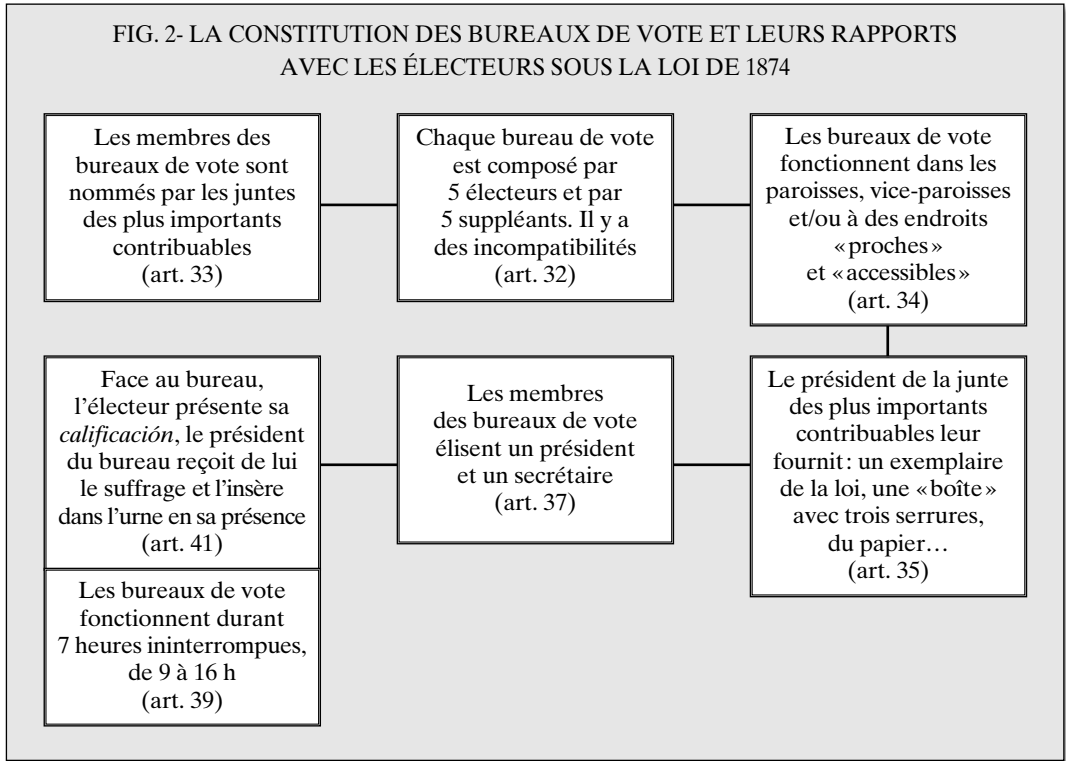 FIG. 2- LA CONSTITUTION DES BUREAUX DE VOTE ET LEURS RAPPORTS
AVEC LES ÉLECTEURS SOUS LA LOI DE 1874
Les membres des
bureaux de vote sont
nommés par les juntes
des plus importants
contribuables
(art. 33)
Chaque bureau de vote
est composé par
5 électeurs et par
5 suppléants. Il y a
des incompatibilités
(art. 32)
Les bureaux de vote
fonctionnent dans les
paroisses, vice-paroisses
et/ou à des endroits
«proches»
et «accessibles»
(art. 34)
Le président de la junte
des plus importants
contribuables leur
fournit: un exemplaire
de la loi, une «boîte»
avec trois serrures,
du papier…
(art. 35)
Les membres
des bureaux de vote
élisent un président
et un secrétaire
(art. 37)
Face au bureau,
l'électeur présente sa
calificación, le président
du bureau reçoit de lui
le suffrage et l'insère
dans l'urne en sa présence
(art. 41)
Les bureaux de vote
fonctionnent durant
7 heures ininterrompues,
de 9 à 16 h
(art. 39)